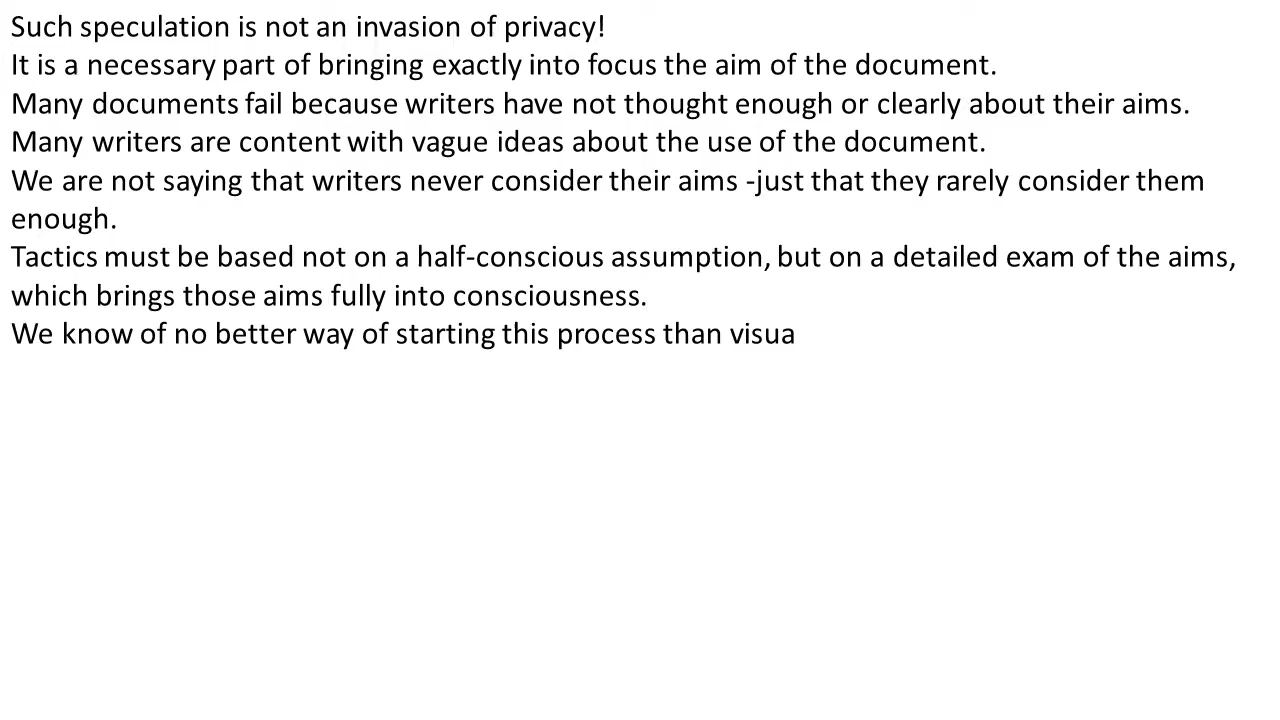 Such speculation is not an invasion of privacy!
It is a necessary part of bringing exactly into focus the aim of the document.
Many documents fail because writers have not thought enough or clearly about their aims.
Many writers are content with vague ideas about the use of the document.
We are not saying that writers never consider their aims -just that they rarely consider them
enough.
Tactics must be based not on a half-conscious assumption, but on a detailed exam of the aims,
which brings those aims fully into consciousness.
We know of no better way of starting this process than visua